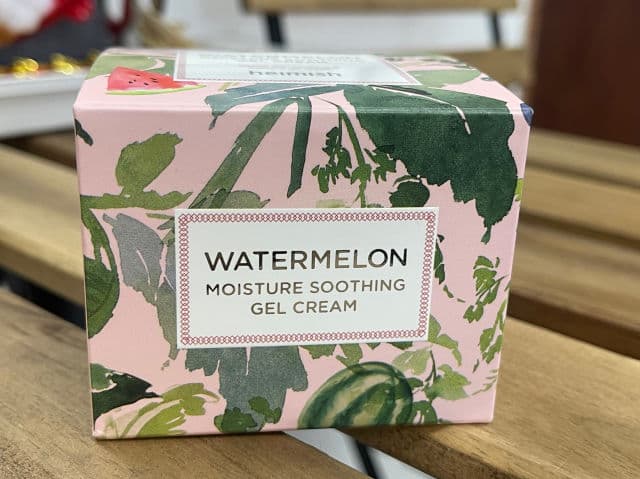 heimish
WATERMELON
MOISTURE SOOTHING
GEL CREAM